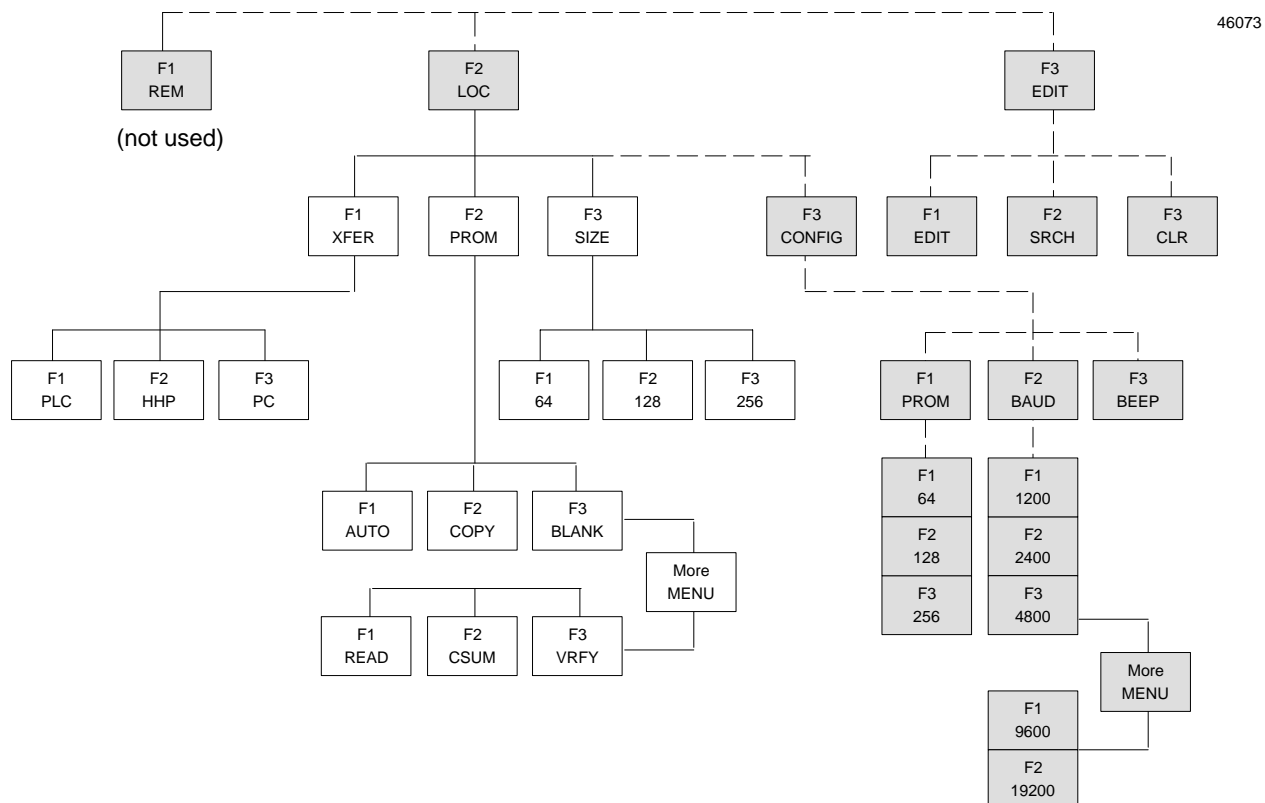 46073
F1
REM
(not used)
F2
LOC
F3
EDIT
F1
XFER
F2
PROM
F3
SIZE
F3
CONFIG
F1
EDIT
F2
SRCH
F3
CLR
F1
PLC
F2
HHP
F3
PC
F1
64
F2
128
F3
256
F1
PROM
F2
BAUD
F3
BEEP
F1
AUTO
F2
COPY
F3
BLANK
More
MENU
F1
READ
F2
CSUM
F3
VRFY
F1
64
F2
128
F3
256
F1
1200
F2
2400
F3
4800
More
MENU
F1
9600
F2
19200